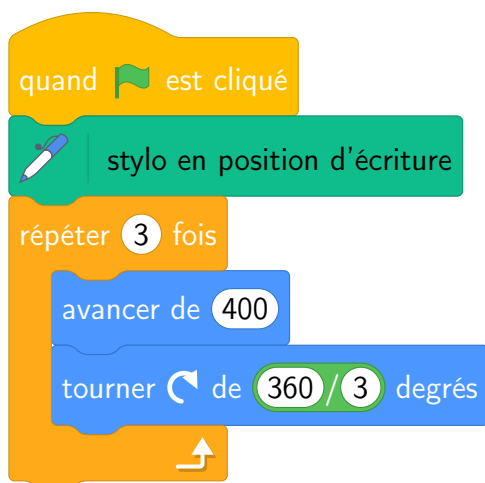 quand est cliqué
stylo en position d'écriture
répéter 3 fois
avancer de 400
tourner de 360 / 3 degrés